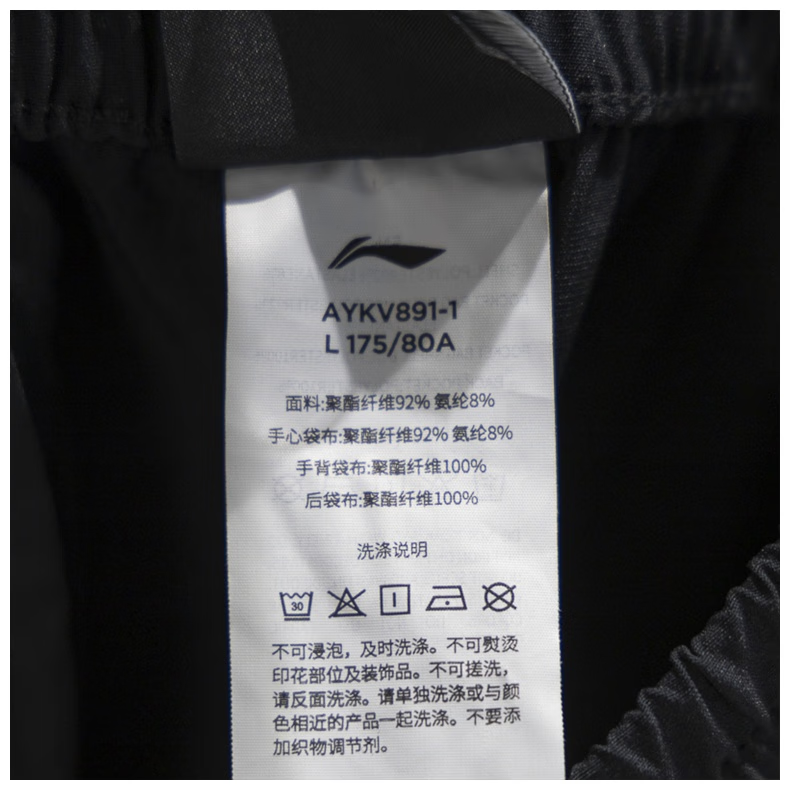 AYKV891-1
L 175/80A
面料:聚酯纤维92% 氨纶8%
手心袋布:聚酯纤维92% 氨纶8%
手背袋布:聚酯纤维100%
后袋布:聚酯纤维100%
洗涤说明
30
不可浸泡，及时洗涤。不可熨烫
印花部位及装饰品。不可搓洗，
请反面洗涤。请单独洗涤或与颜
色相近的产品一起洗涤。不要添
加织物调节剂。